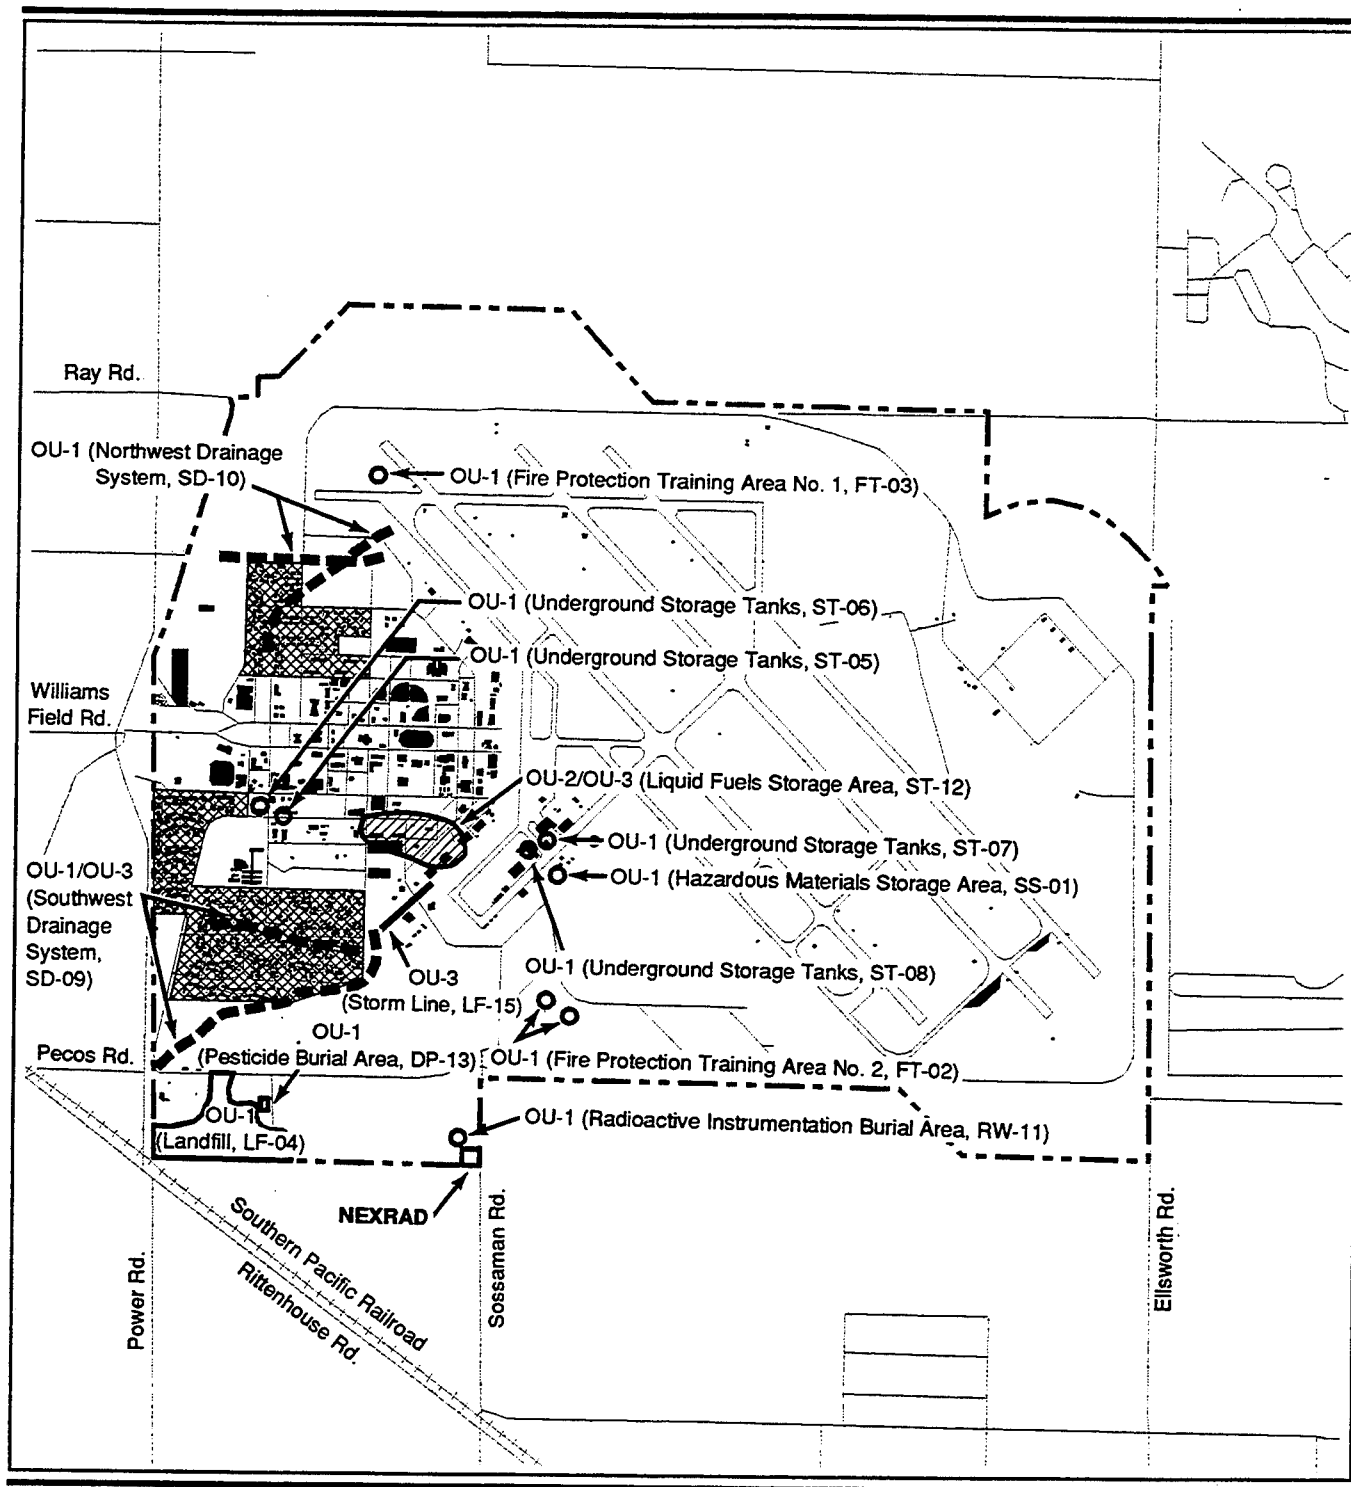 Ray Rd.
OU-1 (Northwest Drainage
System, SD-10)
OU-1 (Fire Protection Training Area No. 1, FT-03)
OU-1 (Underground Storage Tanks, ST-06)
OU-1 (Underground Storage Tanks, ST-05)
Williams
Field Rd.
OU-2/OU-3 (Liquid Fuels Storage Area, ST-12)
OU-1 (Underground Storage Tanks, ST-07)
OU-1 (Hazardous Materials Storage Area, SS-01)
OU-1/OU-3
(Southwest
Drainage
System,
SD-09)
OU-1 (Underground Storage Tanks, ST-08)
OU-3
(Storm Line, LF-15)
OU-1
(Pesticide Burial Area, DP-13)
OU-1 (Fire Protection Training Area No. 2, FT-02)
Pecos Rd.
OU-1
(Landfill, LF-04)
OU-1 (Radioactive Instrumentation Burial Area, RW-11)
NEXRAD
Southern Pacific Railroad
Rittenhouse Rd.
Power Rd.
Sossaman Rd.
Ellsworth Rd.